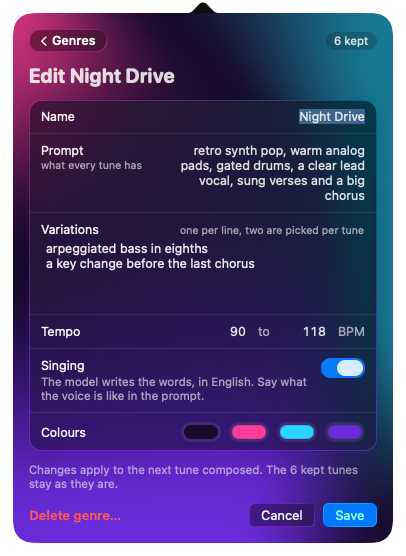 Genres
6 kept
Edit Night Drive
Name
Night Drive
Prompt
what every tune has
retro synth pop, warm analog
pads, gated drums, a clear lead
vocal, sung verses and a big
chorus
Variations
one per line, two are picked per tune
arpeggiated bass in eighths
a key change before the last chorus
Tempo
90 to 118 BPM
Singing
The model writes the words, in English. Say what
the voice is like in the prompt.
Colours
Changes apply to the next tune composed. The 6 kept tunes
stay as they are.
Delete genre...
Cancel
Save